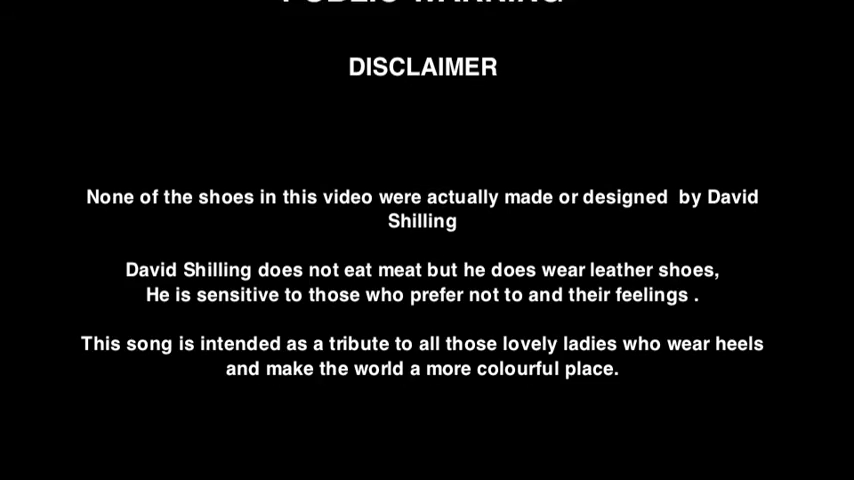 PUBLIC WARNING
DISCLAIMER
None of the shoes in this video were actually made or designed  by David
Shilling
David Shilling does not eat meat but he does wear leather shoes,
He is sensitive to those who prefer not to and their feelings .
This song is intended as a tribute to all those lovely ladies who wear heels
and make the world a more colourful place.